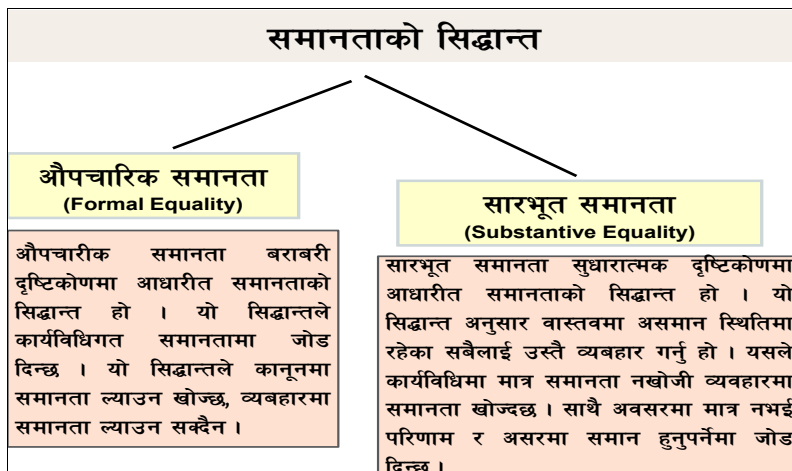 समानताको सिद्धान्त
औपचारिक समानता
(Formal Equality)
औपचारीक समानता बराबरी
दृष्टिकोणमा आधारीत समानताको
सिद्धान्त हो । यो सिद्धान्तले
कार्यविधिगत समानतामा जोड
दिन्छ । यो सिद्धान्तले कानूनमा
समानता ल्याउन खोज्छ, व्यबहारमा
समानता ल्याउन सक्दैन ।
सारभूत समानता
(Substantive Equality)
सारभूत समानता सुधारात्मक दृष्टिकोणमा
आधारीत समानताको सिद्धान्त हो । यो
सिद्धान्त अनुसार वास्तवमा असमान स्थितिमा
रहेका सबैलाई उस्तै व्यबहार गर्नु हो । यसले
कार्यविधिमा मात्र समानता नखोजी व्यवहारमा
समानता खोज्दछ । साथै अवसरमा मात्र नभई
परिणाम र असरमा समान हुनुपर्नेमा जोड
दिन्छ ।